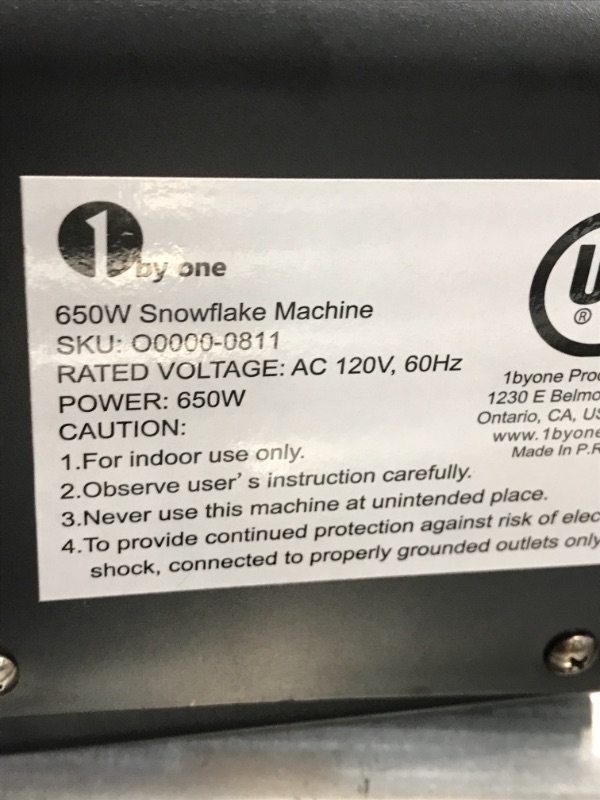 1 by one
650W Snowflake Machine
SKU: O0000-0811
RATED VOLTAGE: AC 120V, 60Hz
POWER: 650W
CAUTION:
1.For indoor use only.
2.Observe user's instruction carefully.
3.Never use this machine at unintended place.
4.To provide continued protection against risk of elec
shock, connected to properly grounded outlets only
U
®
1byone Prod
1230 E Belmo
Ontario, CA, US
www.1byone
Made In P.R